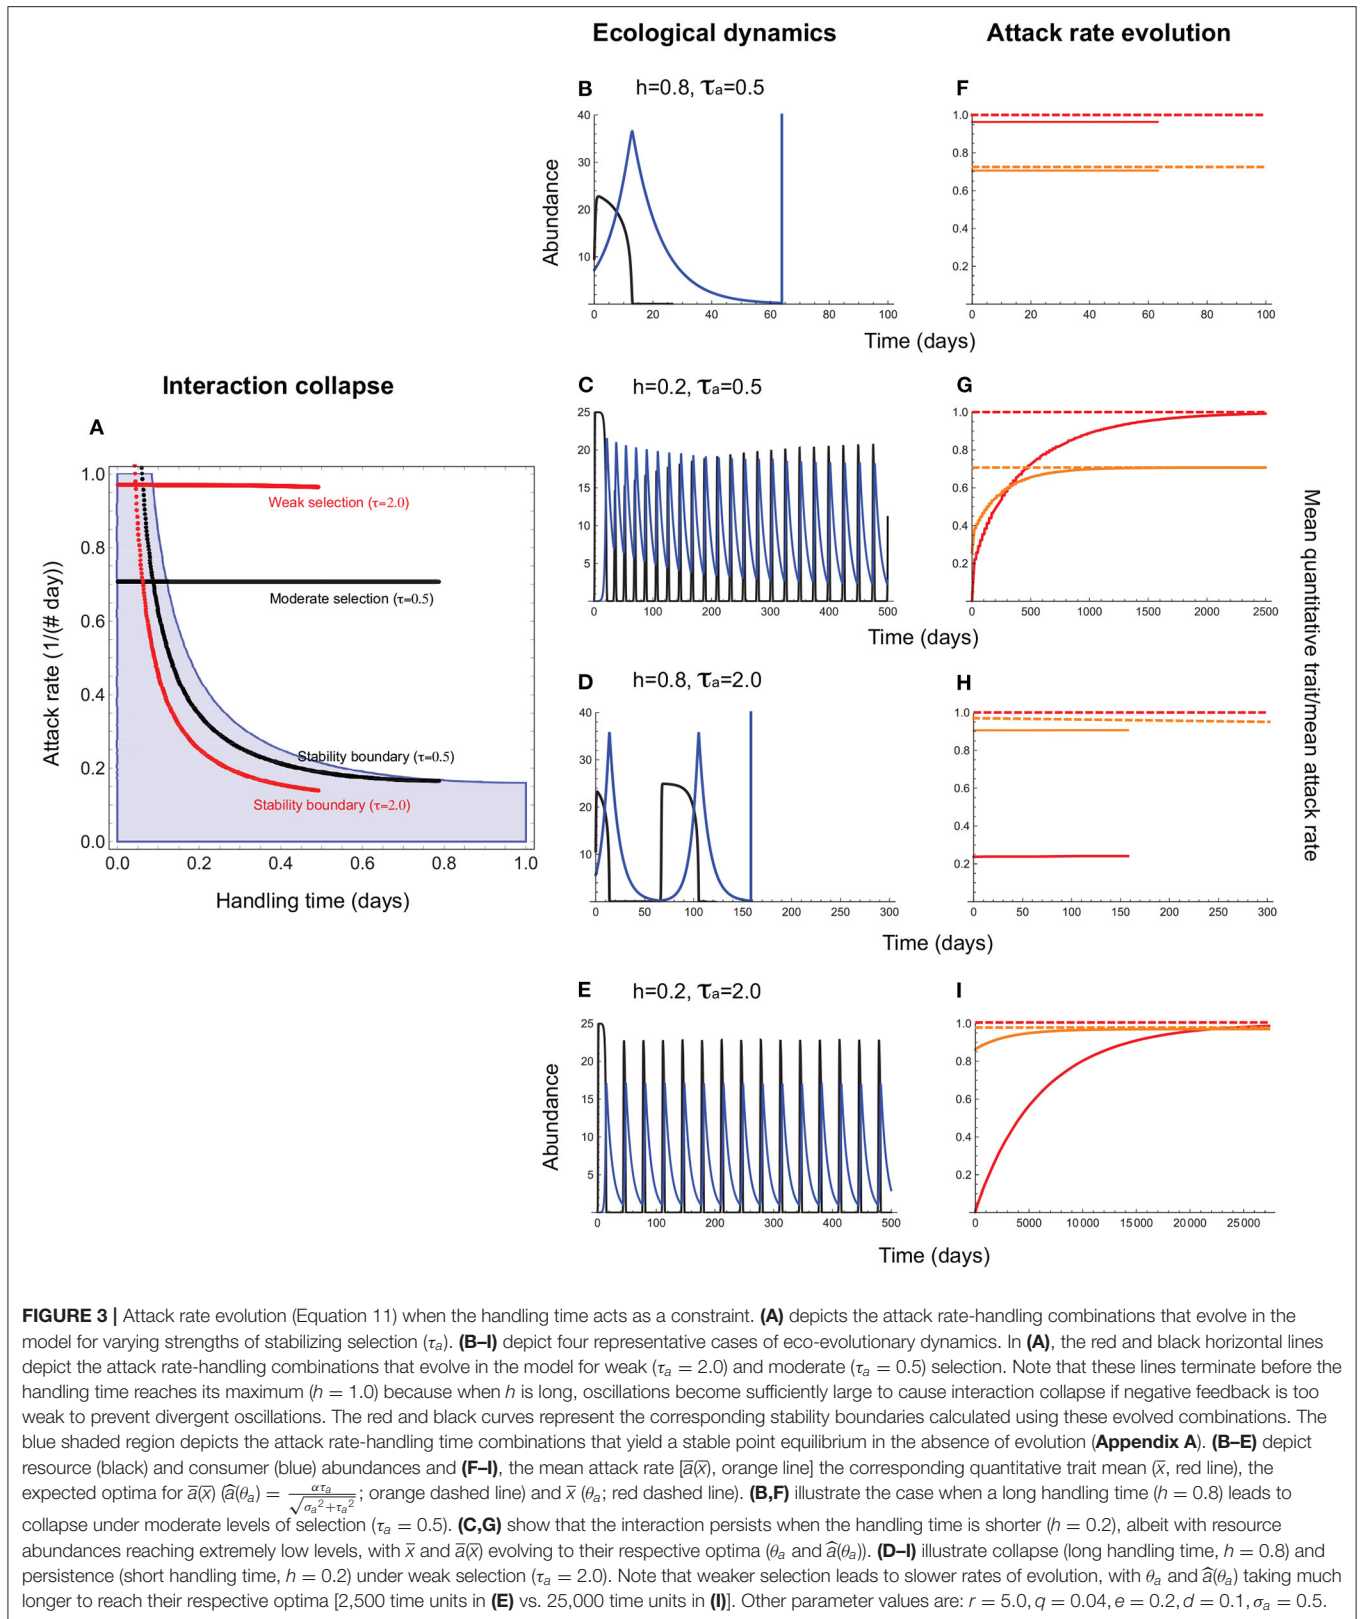 Ecological dynamics
Attack rate evolution
B
h=0.8, τa=0.5
40
30
20
10
Abundance
0 20 40 60 80 100
Time (days)
F
1.0
0.8
0.6
0.4
0.2
0 20 40 60 80 100
Time (days)
Interaction collapse
A
1.0
0.8
0.6
0.4
0.2
0.0
Attack rate (1/(# day))
Weak selection (τ=2.0)
Moderate selection (τ=0.5)
Stability boundary (τ=0.5)
Stability boundary (τ=2.0)
0.0 0.2 0.4 0.6 0.8 1.0
Handling time (days)
C
h=0.2, τa=0.5
25
20
15
10
5
0 100 200 300 400 500
Time (days)
G
1.0
0.8
0.6
0.4
0.2
0 500 1000 1500 2000 2500
Time (days)
Mean quantitative trait/mean attack rate
D
h=0.8, τa=2.0
40
30
20
10
0 50 100 150 200 250 300
Time (days)
H
1.0
0.8
0.6
0.4
0.2
0 50 100 150 200 250 300
E
h=0.2, τa=2.0
25
20
15
10
5
Abundance
0 100 200 300 400 500
Time (days)
I
1.0
0.8
0.6
0.4
0.2
0 5000 10000 15000 20000 25000
FIGURE 3 | Attack rate evolution (Equation 11) when the handling time acts as a constraint. (A) depicts the attack rate-handling combinations that evolve in the
model for varying strengths of stabilizing selection (τa). (B–I) depict four representative cases of eco-evolutionary dynamics. In (A), the red and black horizontal lines
depict the attack rate-handling combinations that evolve in the model for weak (τa = 2.0) and moderate (τa = 0.5) selection. Note that these lines terminate before the
handling time reaches its maximum (h = 1.0) because when h is long, oscillations become sufficiently large to cause interaction collapse if negative feedback is too
weak to prevent divergent oscillations. The red and black curves represent the corresponding stability boundaries calculated using these evolved combinations. The
blue shaded region depicts the attack rate-handling time combinations that yield a stable point equilibrium in the absence of evolution (Appendix A). (B–E) depict
resource (black) and consumer (blue) abundances and (F–I), the mean attack rate [a̅(x̅), orange line] the corresponding quantitative trait mean (x̅, red line), the
expected optima for a̅(x̅) (â(θa) = ατa/√(σa²+τa²); orange dashed line) and x̅ (θa; red dashed line). (B,F) illustrate the case when a long handling time (h = 0.8) leads to
collapse under moderate levels of selection (τa = 0.5). (C,G) show that the interaction persists when the handling time is shorter (h = 0.2), albeit with resource
abundances reaching extremely low levels, with x̅ and a̅(x̅) evolving to their respective optima (θa and â(θa)). (D–I) illustrate collapse (long handling time, h = 0.8) and
persistence (short handling time, h = 0.2) under weak selection (τa = 2.0). Note that weaker selection leads to slower rates of evolution, with θa and â(θa) taking much
longer to reach their respective optima [2,500 time units in (E) vs. 25,000 time units in (I)]. Other parameter values are: r = 5.0, q = 0.04, e = 0.2, d = 0.1, σa = 0.5.